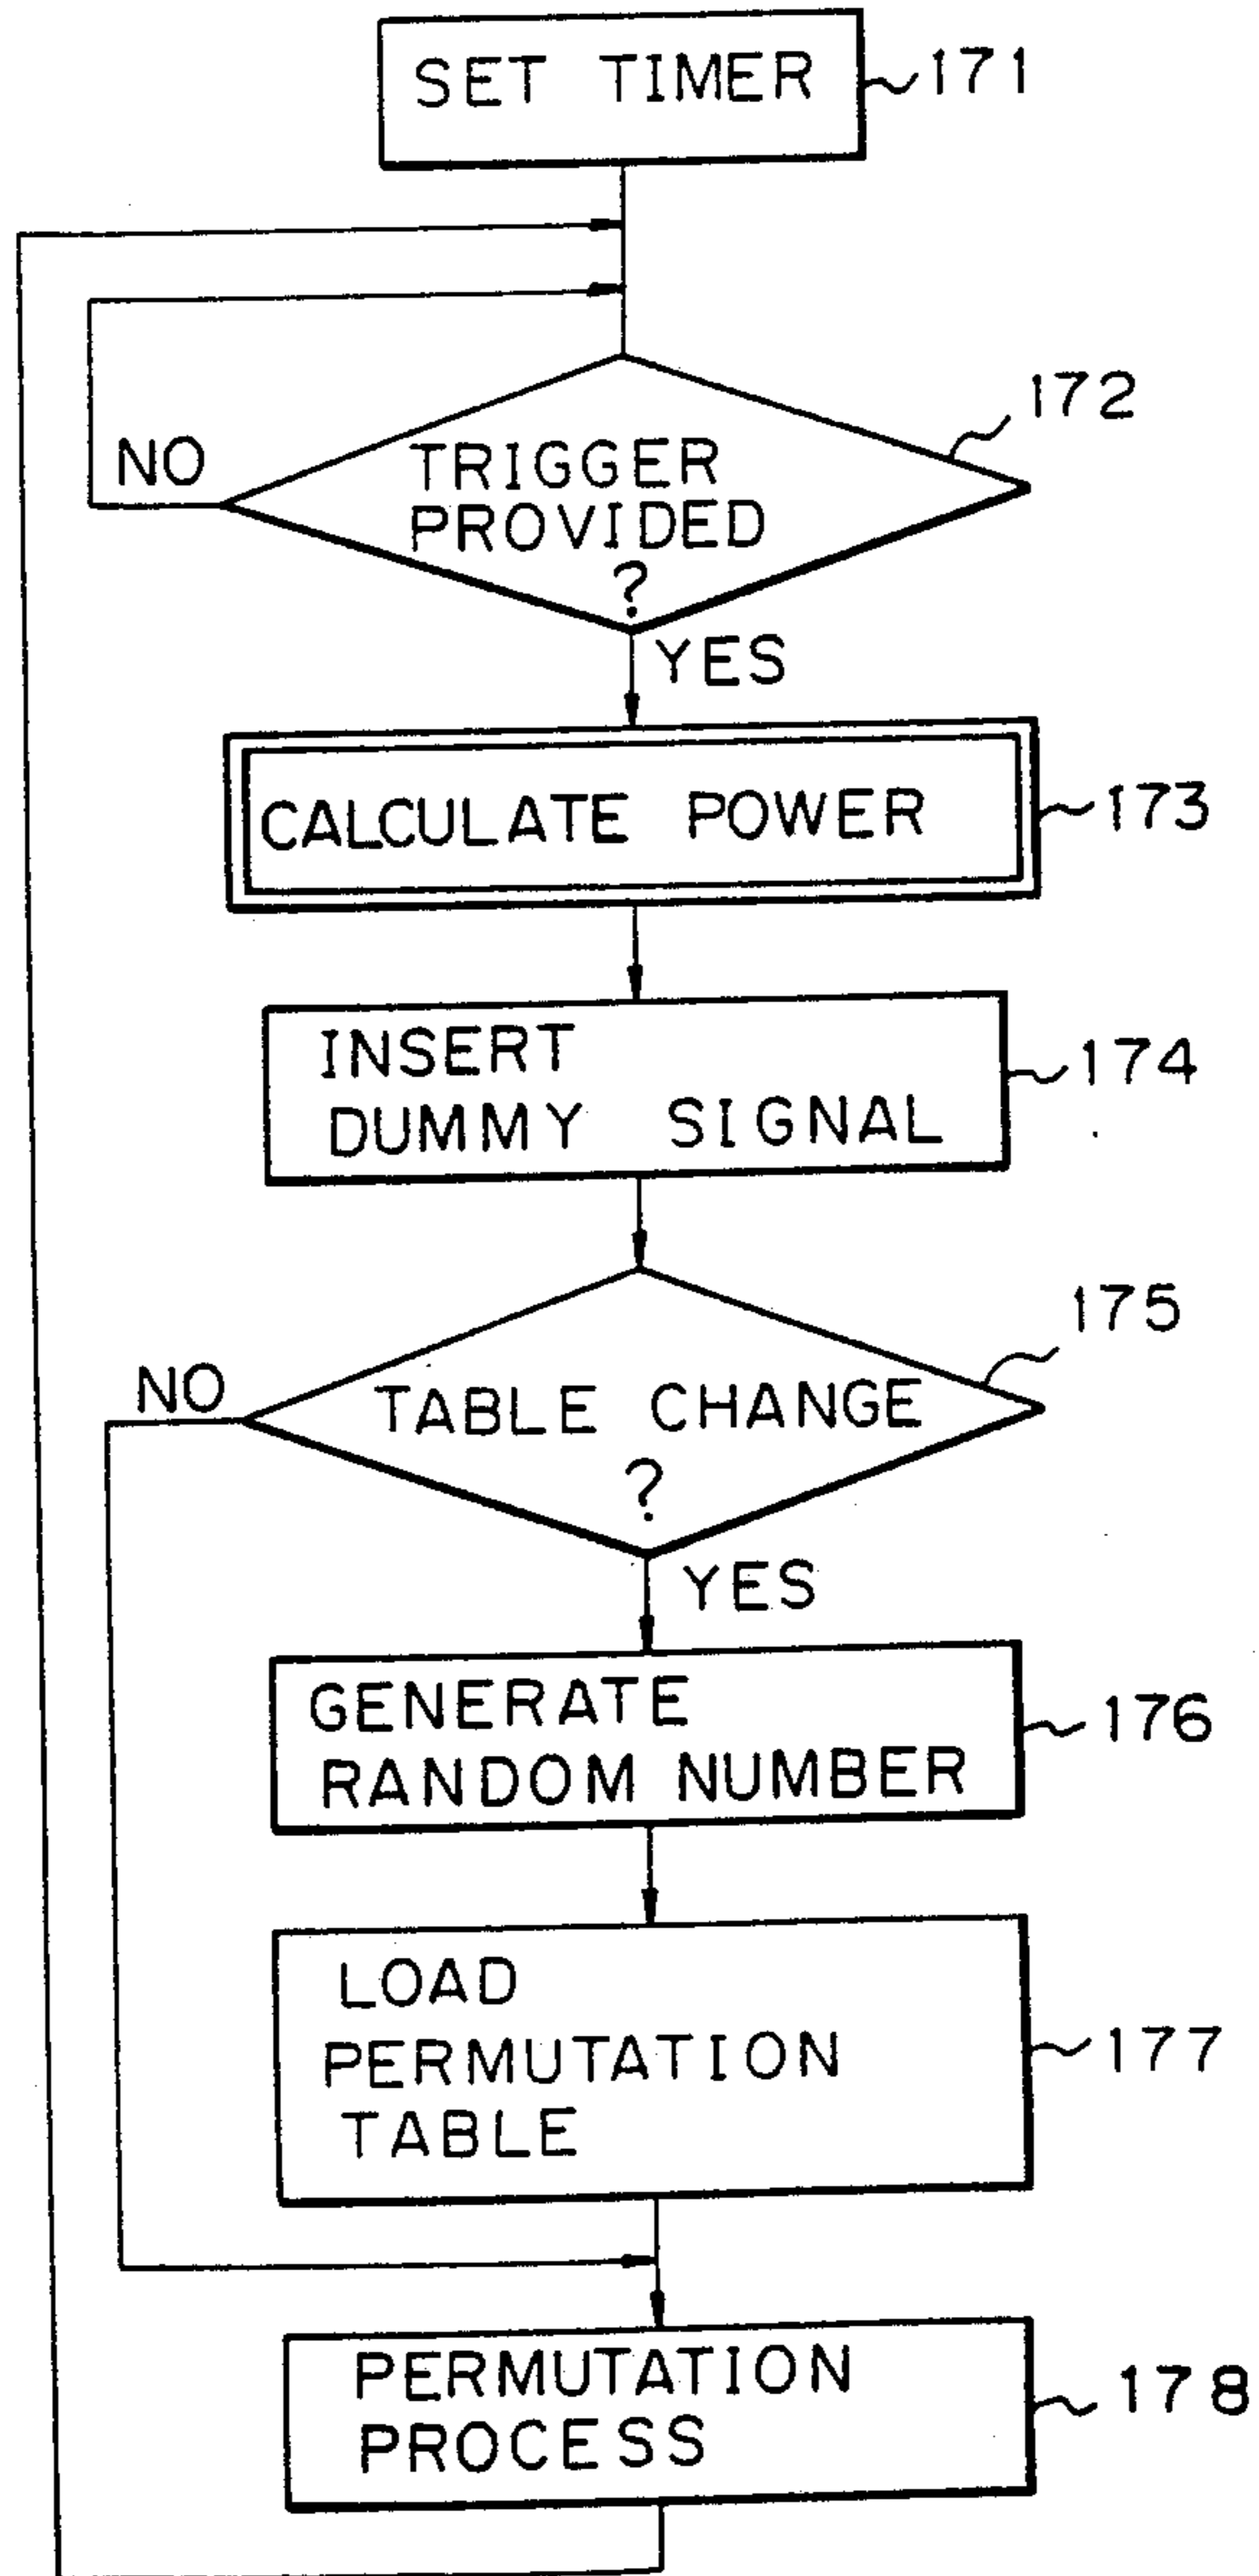 SET TIMER
171
172
NO
TRIGGER
PROVIDED
?
YES
CALCULATE POWER
173
INSERT
DUMMY SIGNAL
174
175
NO
TABLE CHANGE
?
YES
GENERATE
RANDOM NUMBER
176
LOAD
PERMUTATION
TABLE
177
PERMUTATION
PROCESS
178